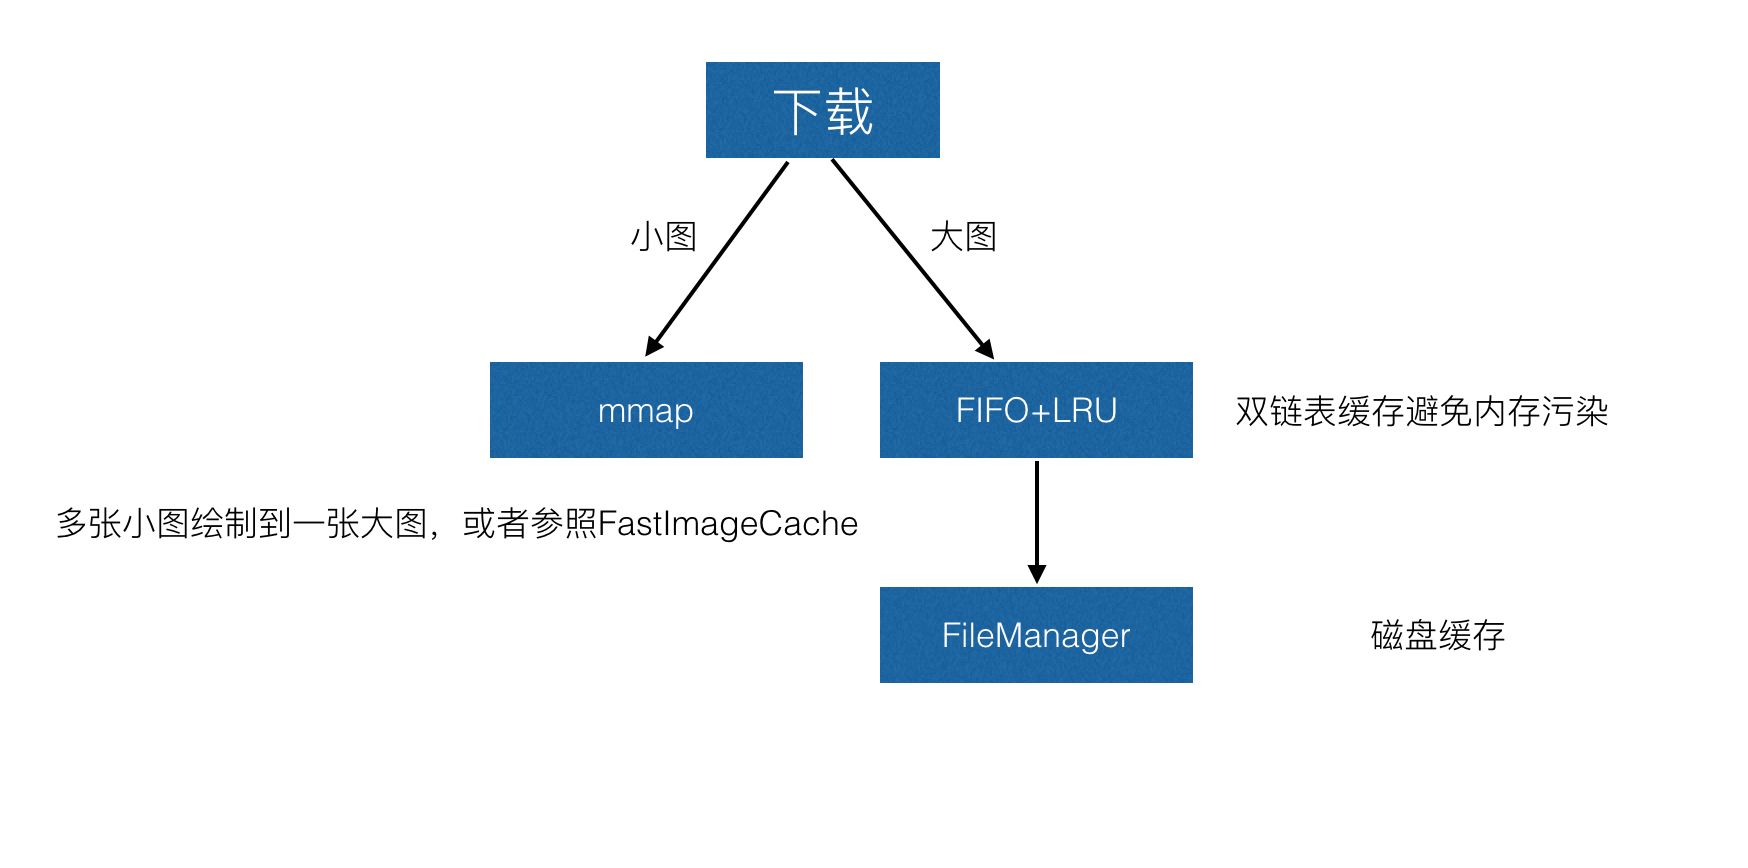 下载
小图
大图
mmap
FIFO+LRU
双链表缓存避免内存污染
多张小图绘制到一张大图，或者参照FastImageCache
FileManager
磁盘缓存